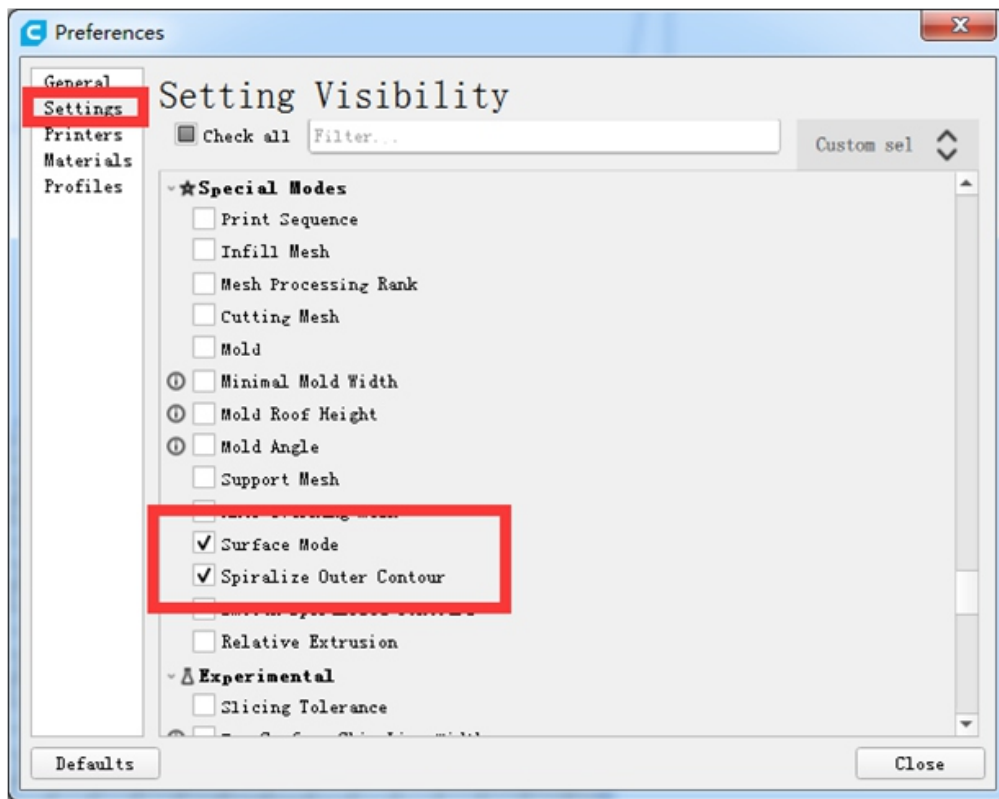 Preferences
General
Settings
Printers
Materials
Profiles
Setting Visibility
Check all
Filter...
Custom sel
Special Modes
Print Sequence
Infill Mesh
Mesh Processing Rank
Cutting Mesh
Mold
Minimal Mold Width
Mold Roof Height
Mold Angle
Support Mesh
Surface Mode
Spiralize Outer Contour
Relative Extrusion
Experimental
Slicing Tolerance
Defaults
Close